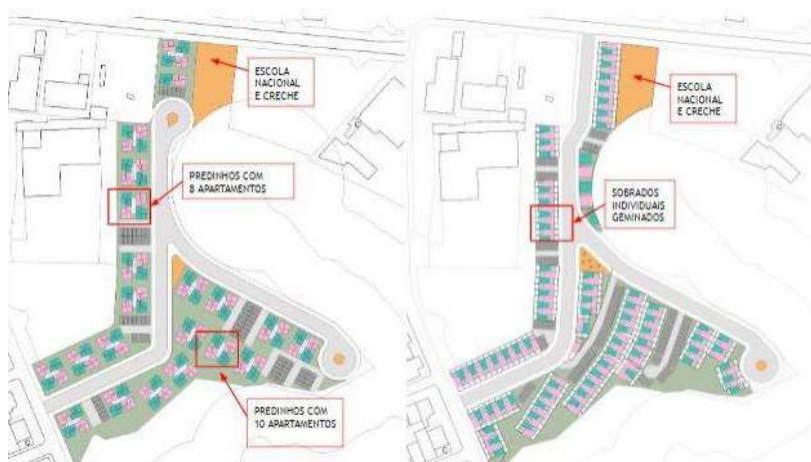 ESCOLA
NACIONAL
E CRECHE
PREDINHOS COM
8 APARTAMENTOS
PREDINHOS COM
10 APARTAMENTOS
ESCOLA
NACIONAL
E CRECHE
SOBRADOS
INDIVIDUAIS
GEMINADOS